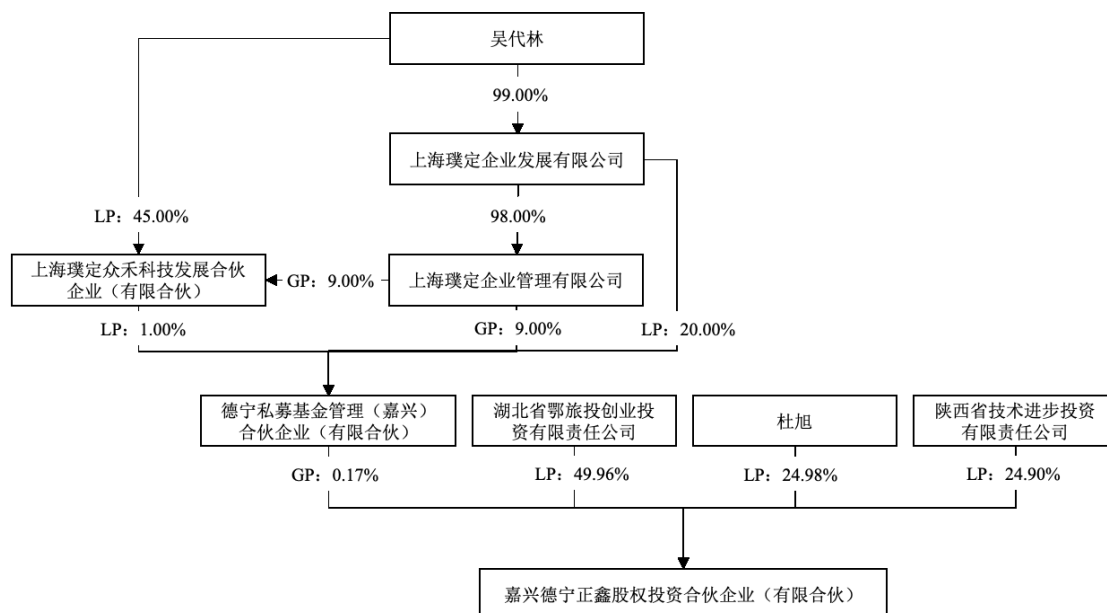 吴代林
99.00%
上海璞定企业发展有限公司
LP：45.00%
98.00%
上海璞定众禾科技发展合伙
企业（有限合伙）
GP：9.00%
上海璞定企业管理有限公司
LP：1.00%
GP：9.00%
LP：20.00%
德宁私募基金管理（嘉兴）
合伙企业（有限合伙）
湖北省鄂旅投创业投
资有限责任公司
杜旭
陕西省技术进步投资
有限责任公司
GP：0.17%
LP：49.96%
LP：24.98%
LP：24.90%
嘉兴德宁正鑫股权投资合伙企业（有限合伙）